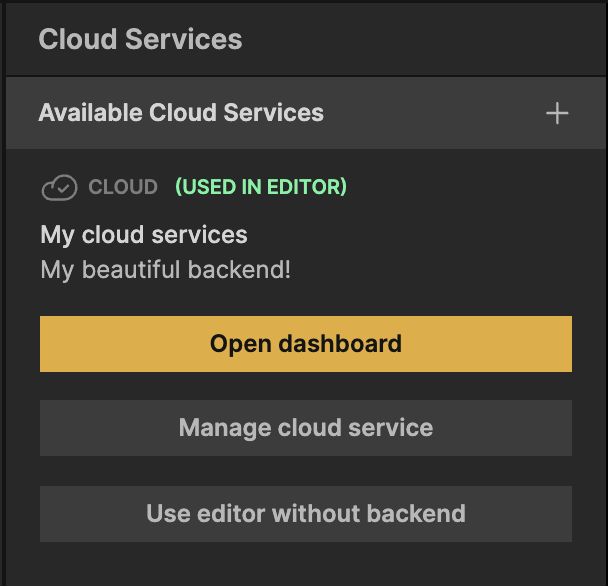 Cloud Services
Available Cloud Services
CLOUD (USED IN EDITOR)
My cloud services
My beautiful backend!
Open dashboard
Manage cloud service
Use editor without backend